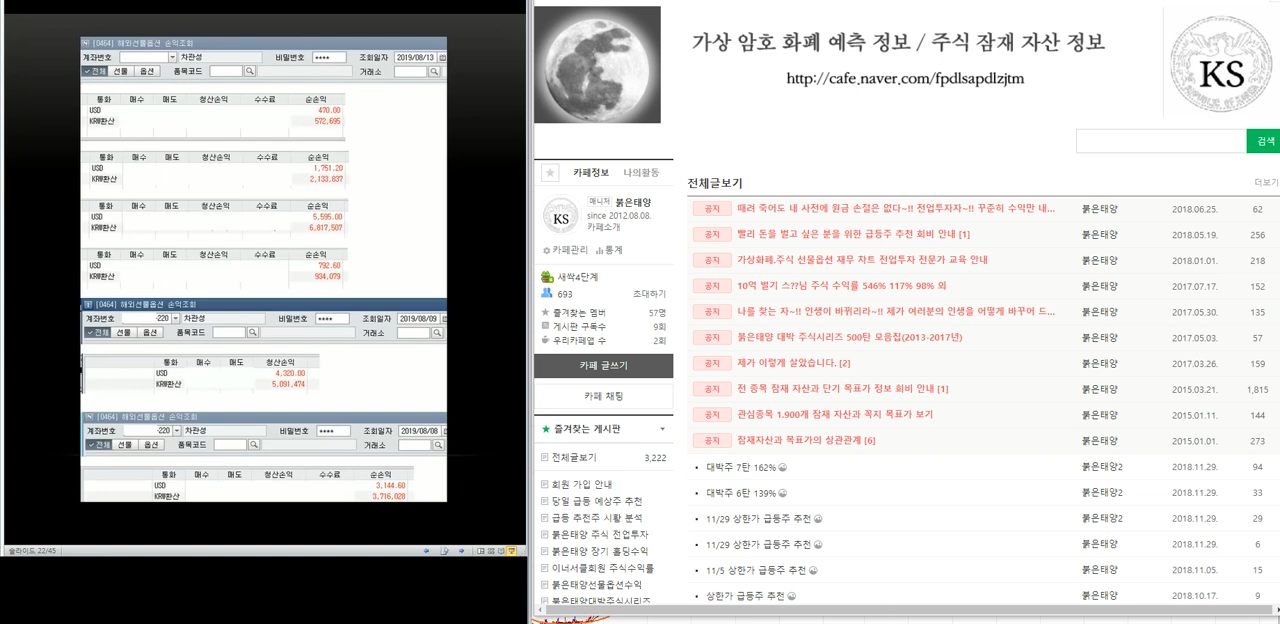 [0464] 해외선물옵션 손익조회
계좌번호 차관성 비밀번호 **** 조회일자 2019/08/13
전체 선물 옵션 품목코드 거래소
통화 매수 매도 청산손익 수수료 순손익
USD 470.00
KRW환산 572,695
통화 매수 매도 청산손익 수수료 순손익
USD 1,751.20
KRW환산 2,133,837
통화 매수 매도 청산손익 수수료 순손익
USD 5,595.00
KRW환산 6,817,507
통화 매수 매도 청산손익 수수료 순손익
USD 792.60
KRW환산 934,079
[0464] 해외선물옵션 손익조회
계좌번호 -220 차관성 비밀번호 **** 조회일자 2019/08/09
전체 선물 옵션 품목코드 거래소
통화 매수 매도 청산손익
USD 4,320.00
KRW환산 5,091,474
[0464] 해외선물옵션 손익조회
계좌번호 -220 차관성 비밀번호 **** 조회일자 2019/08/08
전체 선물 옵션 품목코드 거래소
통화 매수 매도 청산손익 수수료 순손익
USD 3,144.60
KRW환산 3,716,028
슬라이드 22/45
가상 암호 화폐 예측 정보 / 주식 잠재 자산 정보
http://cafe.naver.com/fpdlsapdlzjtm
KS
검색
카페정보 나의활동
KS
매니저 붉은태양
since 2012.08.08.
카페소개
카페관리 통계
새싹4단계
693 초대하기
즐겨찾는 멤버 57명
게시판 구독수 9회
우리카페앱 수 2회
카페 글쓰기
카페 채팅
즐겨찾는 게시판
전체글보기 3,222
회원 가입 안내
당일 급등 예상주 추천
급등 추천주 시황 분석
붉은태양 주식 전업투자
붉은태양 장기 홀딩수익
이너서클회원 주식수익률
붉은태양선물옵션수익
붉은태양대박주식시리즈
전체글보기 더보기
공지 때려 죽어도 내 사전에 원금 손절은 없다~!! 전업투자자~!! 꾸준히 수익만 내... 붉은태양 2018.06.25. 62
공지 빨리 돈을 벌고 싶은 분을 위한 급등주 추천 회비 안내 [1] 붉은태양 2018.05.19. 256
공지 가상화폐.주식 선물옵션 재무 차트 전업투자 전문가 교육 안내 붉은태양 2018.01.01. 218
공지 10억 벌기 스??님 주식 수익률 546% 117% 98% 외 붉은태양 2017.07.17. 152
공지 나를 찾는 자~!! 인생이 바뀌리라~!! 제가 여러분의 인생을 어떻게 바꾸어 드... 붉은태양 2017.05.30. 135
공지 붉은태양 대박 주식시리즈 500탄 모음집(2013-2017년) 붉은태양 2017.05.03. 57
공지 제가 이렇게 살았습니다. [2] 붉은태양 2017.03.26. 159
공지 전 종목 잠재 자산과 단기 목표가 정보 회비 안내 [1] 붉은태양 2015.03.21. 1,815
공지 관심종목 1.900개 잠재 자산과 꼭지 목표가 보기 붉은태양 2015.01.11. 144
공지 잠재자산과 목표가의 상관관계 [6] 붉은태양 2015.01.01. 273
대박주 7탄 162% 붉은태양2 2018.11.29. 94
대박주 6탄 139% 붉은태양2 2018.11.29. 33
11/29 상한가 급등주 추천 붉은태양2 2018.11.29. 29
11/29 상한가 급등주 추천 붉은태양 2018.11.29. 6
11/5 상한가 급등주 추천 붉은태양 2018.11.05. 15
상한가 급등주 추천 붉은태양 2018.10.17. 9